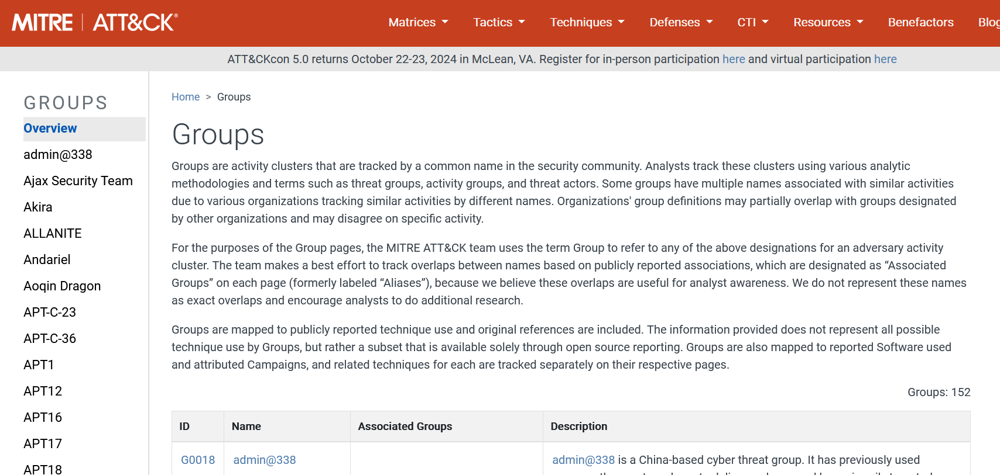 MITRE | ATT&CK®
Matrices Tactics Techniques Defenses CTI Resources Benefactors Blog
ATT&CKcon 5.0 returns October 22-23, 2024 in McLean, VA. Register for in-person participation here and virtual participation here
GROUPS
Overview
admin@338
Ajax Security Team
Akira
ALLANITE
Andariel
Aoqin Dragon
APT-C-23
APT-C-36
APT1
APT12
APT16
APT17
APT18
Home > Groups
Groups
Groups are activity clusters that are tracked by a common name in the security community. Analysts track these clusters using various analytic
methodologies and terms such as threat groups, activity groups, and threat actors. Some groups have multiple names associated with similar activities
due to various organizations tracking similar activities by different names. Organizations' group definitions may partially overlap with groups designated
by other organizations and may disagree on specific activity.
For the purposes of the Group pages, the MITRE ATT&CK team uses the term Group to refer to any of the above designations for an adversary activity
cluster. The team makes a best effort to track overlaps between names based on publicly reported associations, which are designated as “Associated
Groups” on each page (formerly labeled “Aliases”), because we believe these overlaps are useful for analyst awareness. We do not represent these names
as exact overlaps and encourage analysts to do additional research.
Groups are mapped to publicly reported technique use and original references are included. The information provided does not represent all possible
technique use by Groups, but rather a subset that is available solely through open source reporting. Groups are also mapped to reported Software used
and attributed Campaigns, and related techniques for each are tracked separately on their respective pages.
Groups: 152
ID Name Associated Groups Description
G0018 admin@338 admin@338 is a China-based cyber threat group. It has previously used